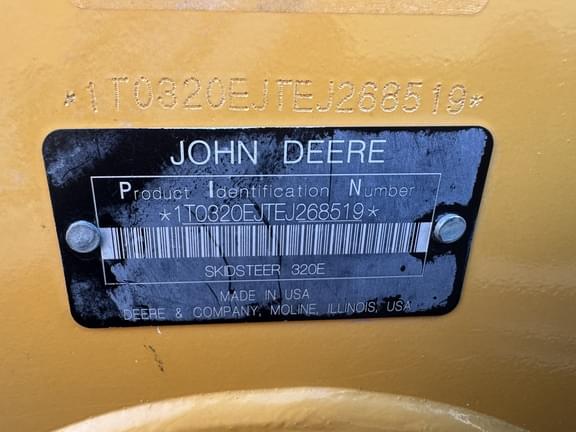 *1T0320EJTEJ268519*
JOHN DEERE
Product Identification Number
*1T0320EJTEJ268519*
SKIDSTEER 320E
MADE IN USA
DEERE & COMPANY, MOLINE, ILLINOIS, USA